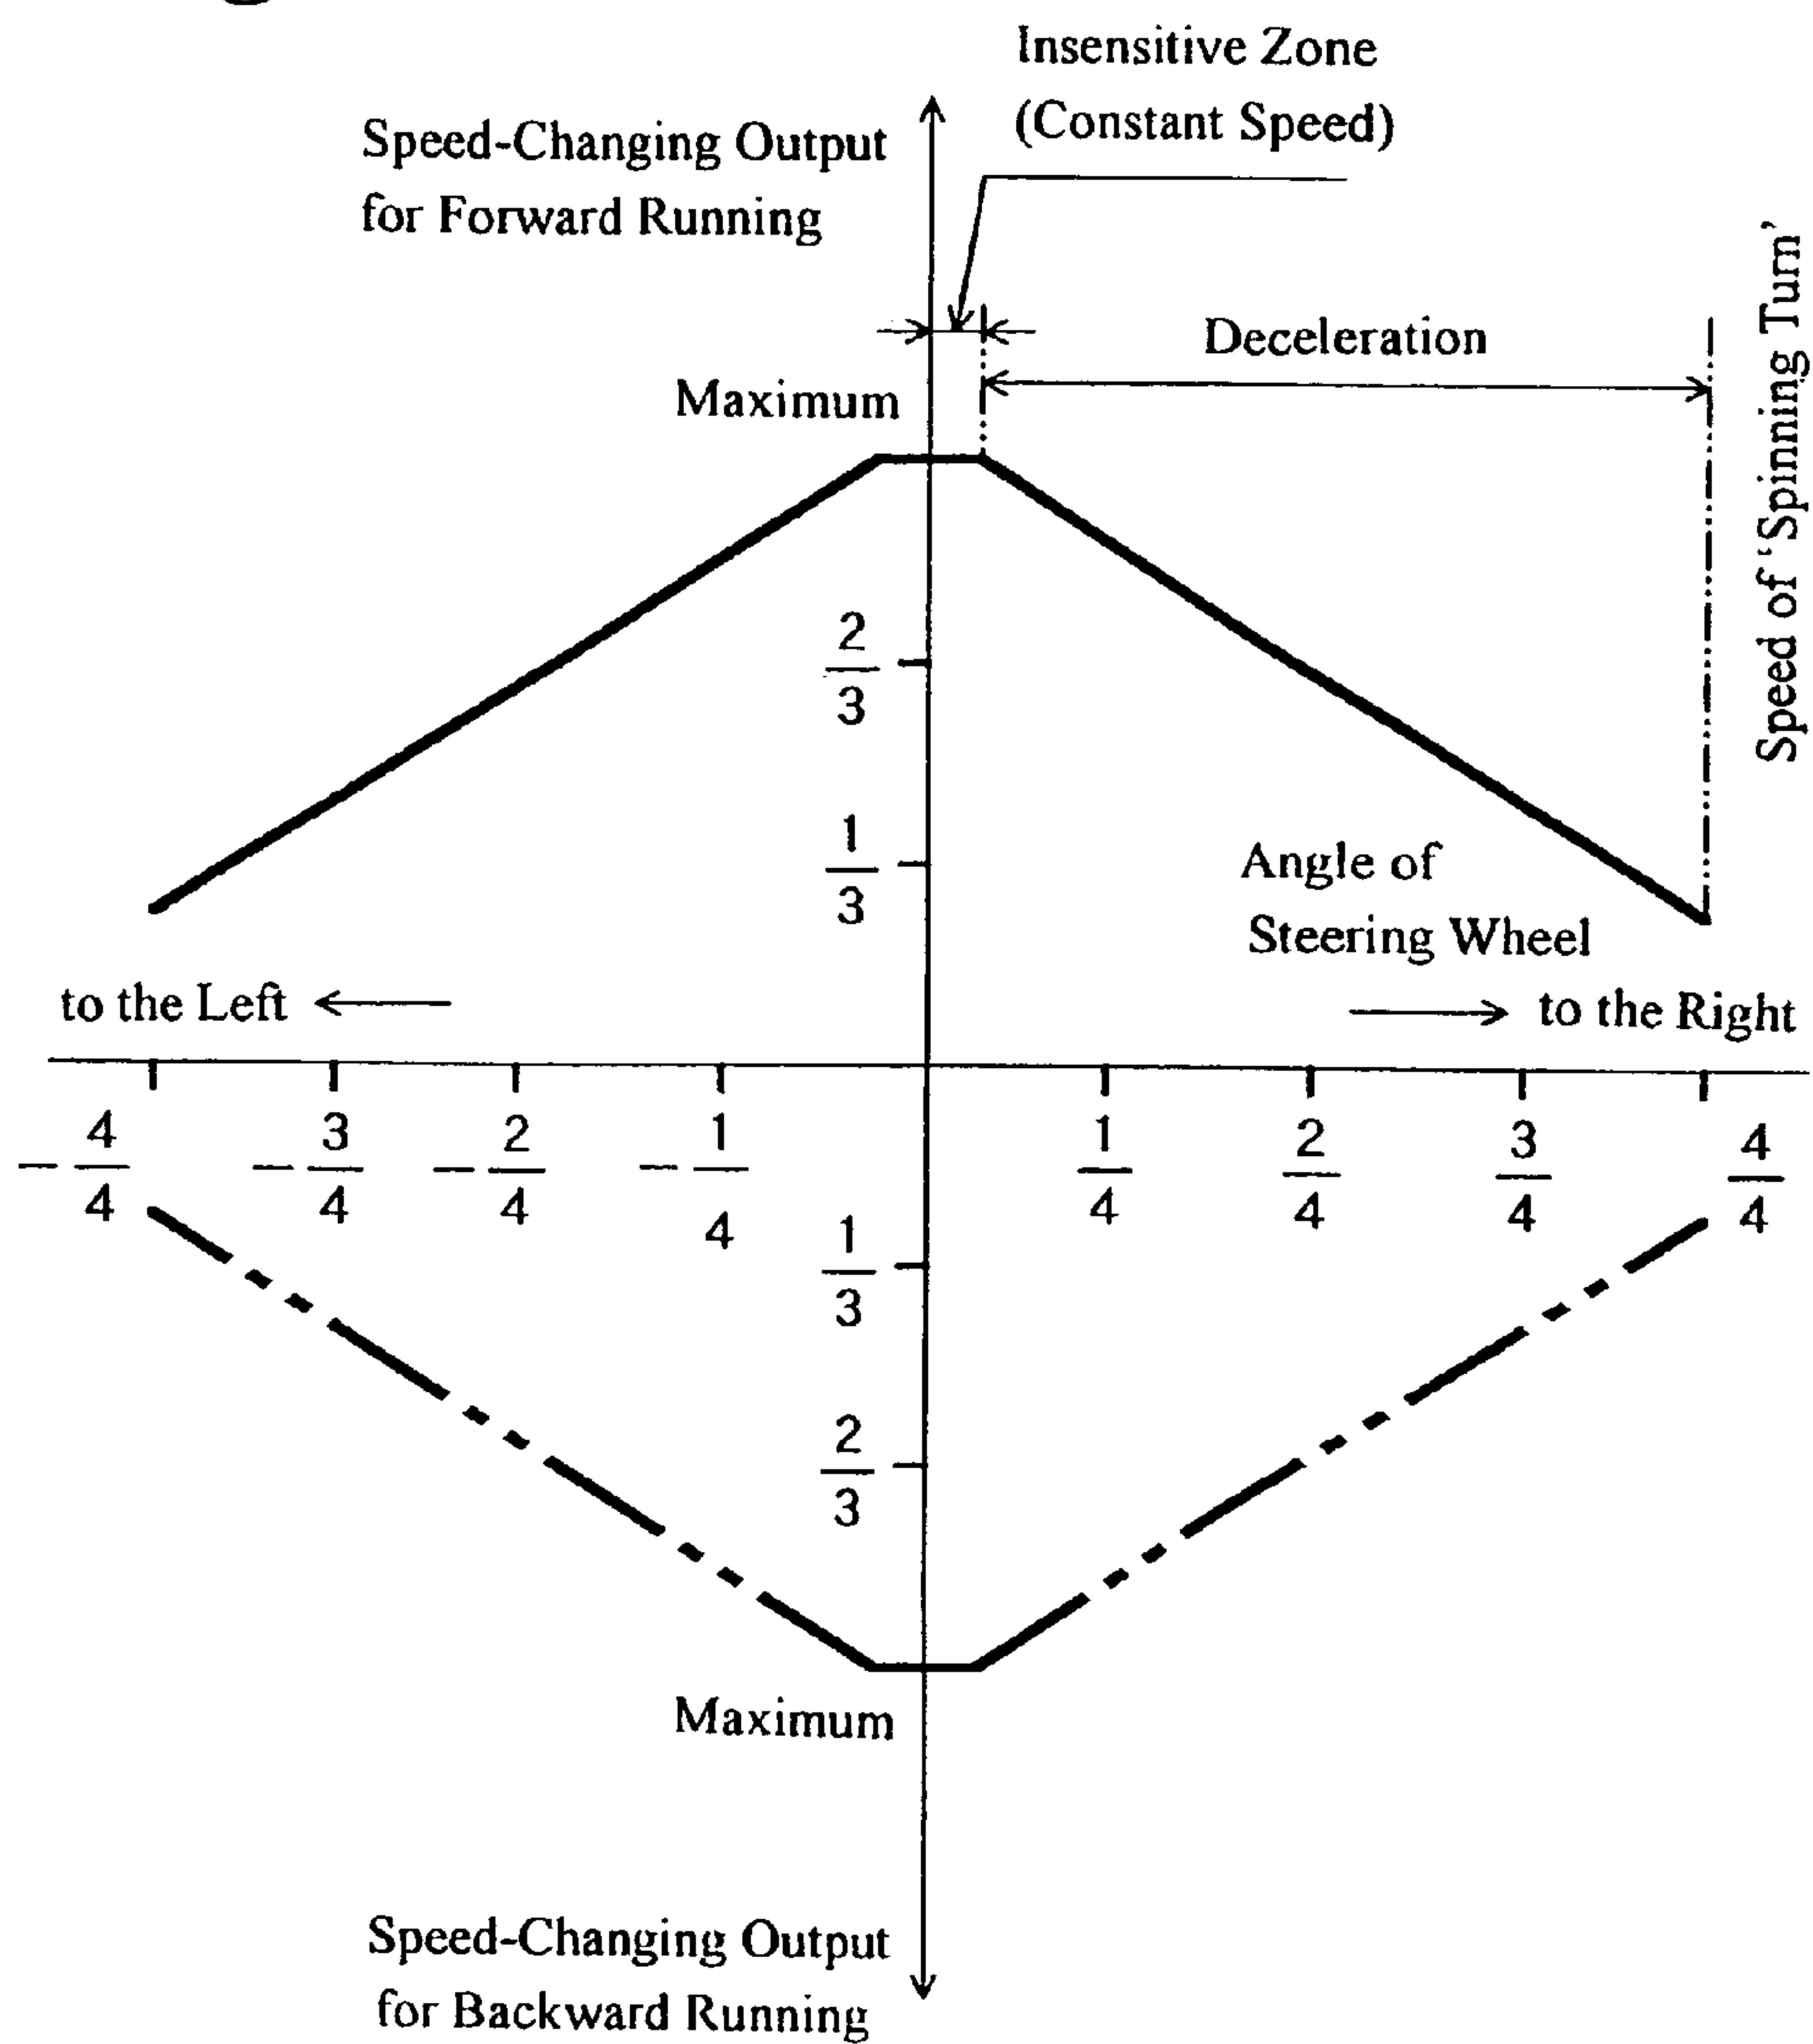 Insensitive Zone
(Constant Speed)
Speed-Changing Output
for Forward Running
Speed of 'Spinning Turn'
Deceleration
Maximum
2
3
1
3
Angle of
Steering Wheel
to the Left
to the Right
- 4/4
- 3/4
- 2/4
- 1/4
1/4
2/4
3/4
4/4
1
3
2
3
Maximum
Speed-Changing Output
for Backward Running